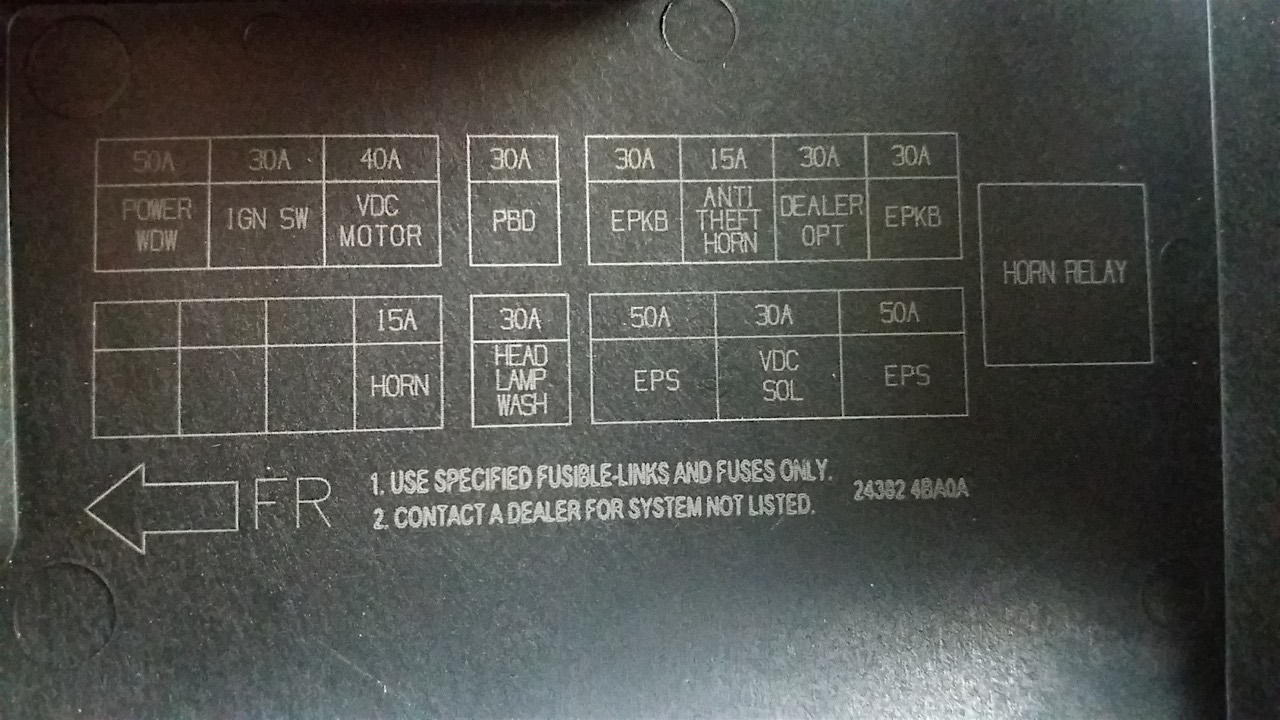 50A 30A 40A 30A 30A 15A 30A 30A
POWER WDW IGN SW VDC MOTOR PBD EPKB ANTI THEFT HORN DEALER OPT EPKB
HORN RELAY
15A 30A 50A 30A 50A
HORN HEAD LAMP WASH EPS VDC SOL EPS
FR
1. USE SPECIFIED FUSIBLE-LINKS AND FUSES ONLY.
2. CONTACT A DEALER FOR SYSTEM NOT LISTED.
24382 4BA0A